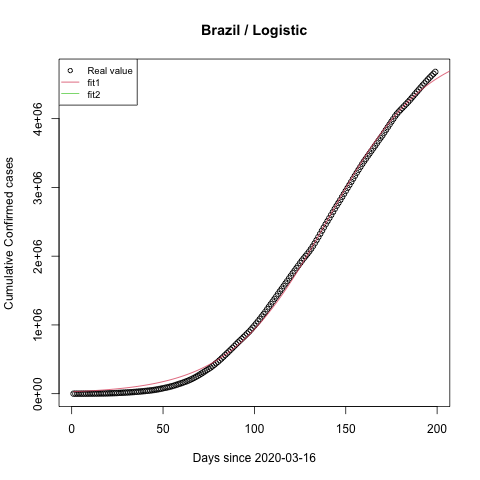 Brazil / Logistic
Real value
fit1
fit2
Cumulative Confirmed cases
4e+06
3e+06
2e+06
1e+06
0e+00
0 50 100 150 200
Days since 2020-03-16